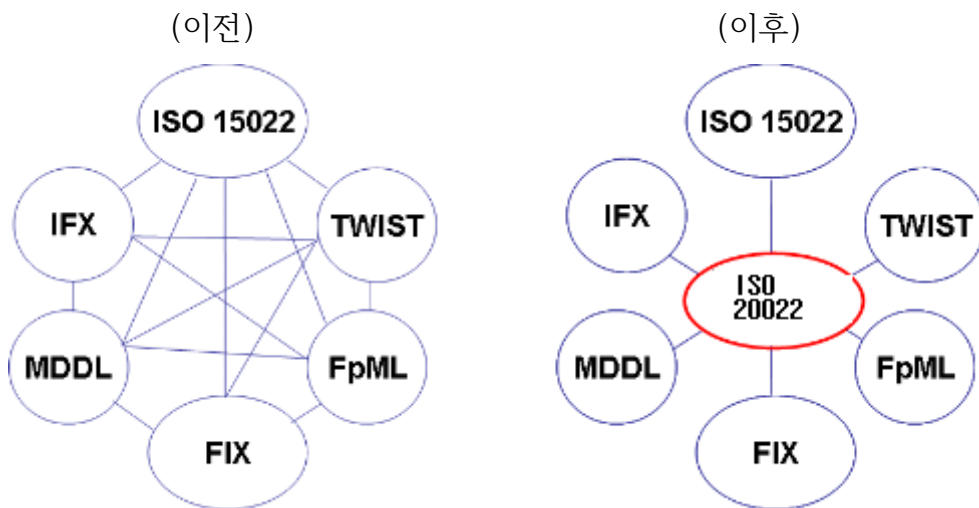 (이전)
ISO 15022
IFX
TWIST
MDDL
FpML
FIX
(이후)
ISO 15022
IFX
TWIST
ISO
20022
MDDL
FpML
FIX